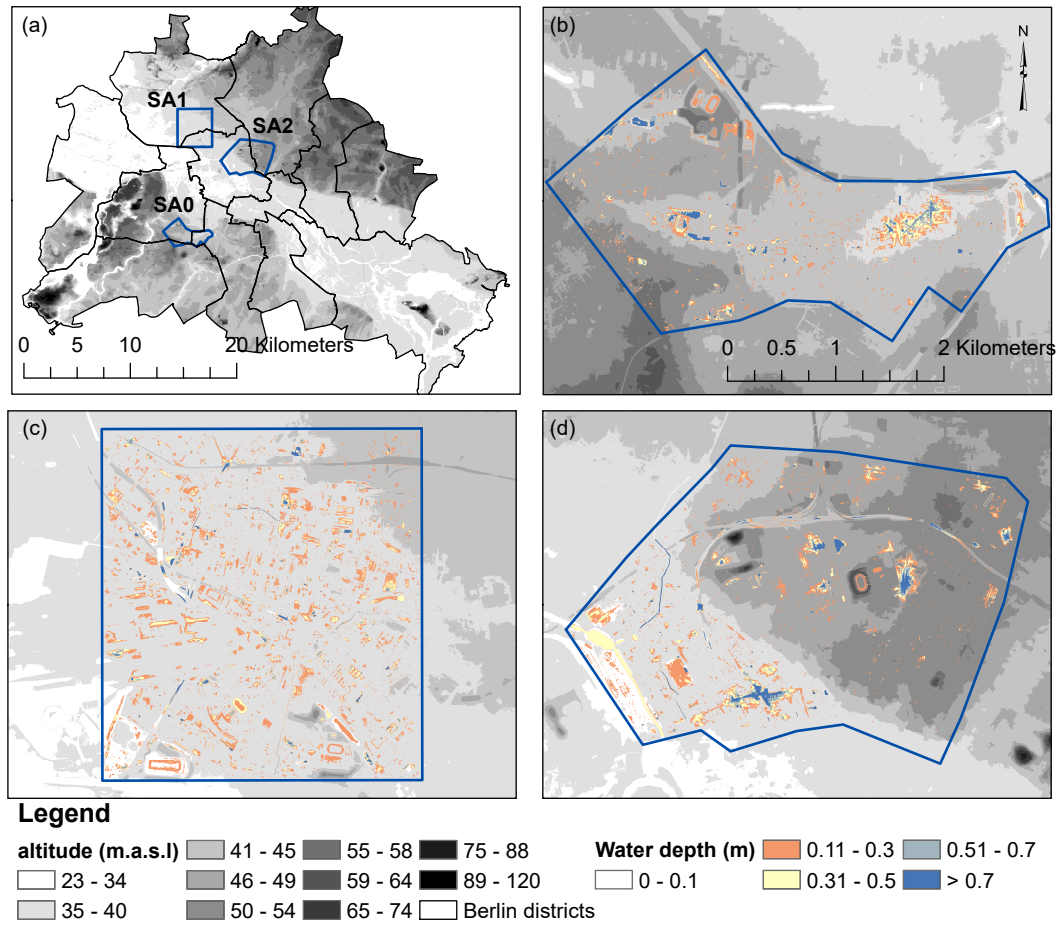 (a)
SA1
SA2
SA0
0 5 10 20 Kilometers
(b)
N
0 0.5 1 2 Kilometers
(c)
(d)
Legend
altitude (m.a.s.l)
23 - 34
35 - 40
41 - 45
46 - 49
50 - 54
55 - 58
59 - 64
65 - 74
75 - 88
89 - 120
Berlin districts
Water depth (m)
0 - 0.1
0.11 - 0.3
0.31 - 0.5
0.51 - 0.7
> 0.7